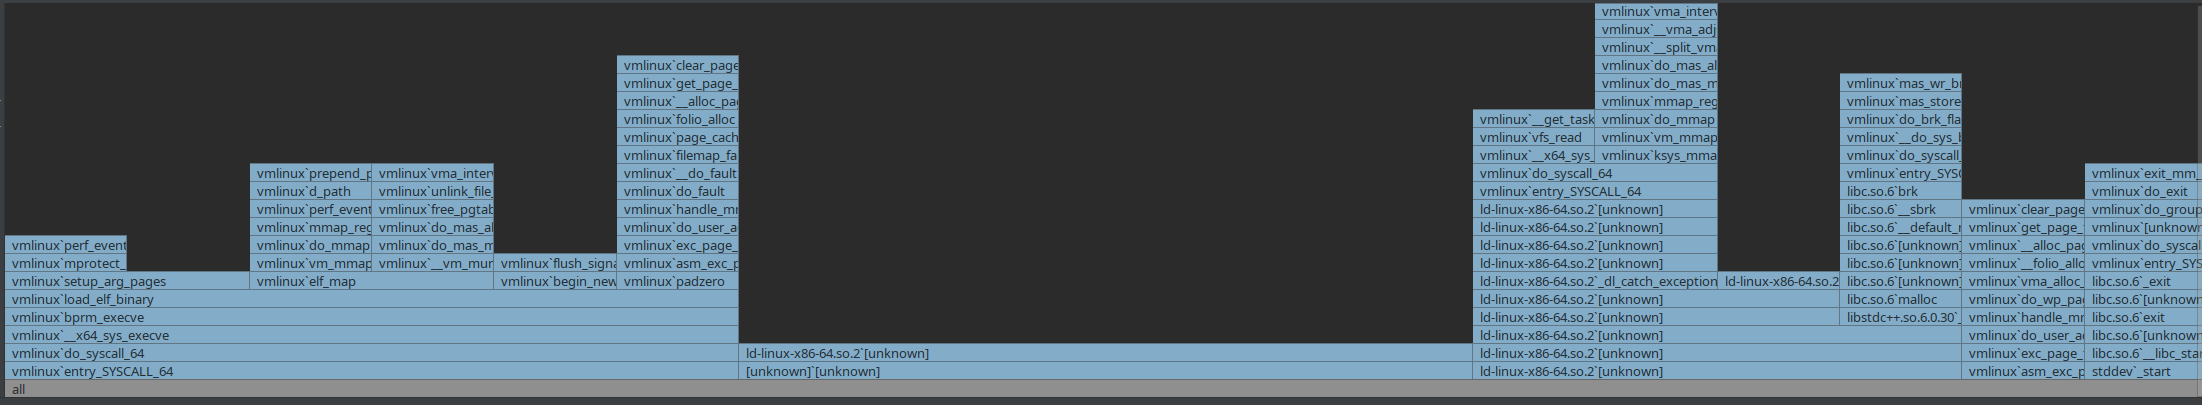 vmlinux`vma_interv
vmlinux`__vma_adj
vmlinux`__split_vm
vmlinux`clear_page vmlinux`do_mas_al
vmlinux`get_page_ vmlinux`do_mas_m vmlinux`mas_wr_b
vmlinux`__alloc_pa vmlinux`mmap_reg vmlinux`mas_store
vmlinux`folio_alloc vmlinux`__get_task vmlinux`do_mmap vmlinux`do_brk_fla
vmlinux`page_cach vmlinux`vfs_read vmlinux`vm_mmap vmlinux`__do_sys_b
vmlinux`filemap_fa vmlinux`__x64_sys_ vmlinux`ksys_mma vmlinux`do_syscall_
vmlinux`prepend_p vmlinux`vma_interv vmlinux`__do_fault vmlinux`do_syscall_64 vmlinux`entry_SYSC vmlinux`exit_mm_
vmlinux`d_path vmlinux`unlink_file_ vmlinux`do_fault vmlinux`entry_SYSCALL_64 libc.so.6`brk vmlinux`do_exit
vmlinux`perf_event vmlinux`free_pgtab vmlinux`handle_m ld-linux-x86-64.so.2`[unknown] libc.so.6`__sbrk vmlinux`clear_page vmlinux`do_group
vmlinux`mmap_reg vmlinux`do_mas_al vmlinux`do_user_a ld-linux-x86-64.so.2`[unknown] libc.so.6`__default_ vmlinux`get_page_ vmlinux`[unknown
vmlinux`perf_event vmlinux`do_mmap vmlinux`do_mas_m vmlinux`exc_page_ ld-linux-x86-64.so.2`[unknown] libc.so.6`[unknown] vmlinux`__alloc_pag vmlinux`do_syscal
vmlinux`mprotect_ vmlinux`vm_mmap vmlinux`__vm_mun vmlinux`flush_signa vmlinux`asm_exc_p ld-linux-x86-64.so.2`[unknown] libc.so.6`[unknown] vmlinux`__folio_allo vmlinux`entry_SYS
vmlinux`setup_arg_pages vmlinux`elf_map vmlinux`begin_new vmlinux`padzero ld-linux-x86-64.so.2`_dl_catch_exception ld-linux-x86-64.so.2 libc.so.6`[unknown] vmlinux`vma_alloc_ libc.so.6`_exit
vmlinux`load_elf_binary ld-linux-x86-64.so.2`[unknown] libc.so.6`malloc vmlinux`do_wp_pag libc.so.6`[unknown
vmlinux`bprm_execve ld-linux-x86-64.so.2`[unknown] libstdc++.so.6.0.30`_ vmlinux`handle_m libc.so.6`exit
vmlinux`__x64_sys_execve ld-linux-x86-64.so.2`[unknown] vmlinux`do_user_a libc.so.6`[unknown
vmlinux`do_syscall_64 ld-linux-x86-64.so.2`[unknown] ld-linux-x86-64.so.2`[unknown] vmlinux`exc_page_ libc.so.6`__libc_star
vmlinux`entry_SYSCALL_64 [unknown]`[unknown] ld-linux-x86-64.so.2`[unknown] vmlinux`asm_exc_p stddev`_start
all